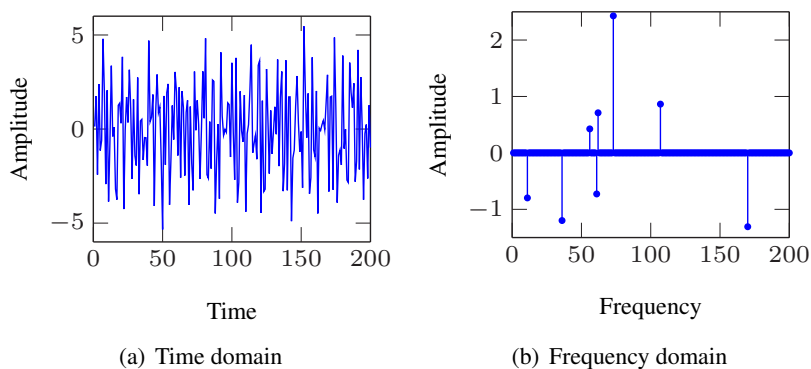 5
0
−5
Amplitude
0 50 100 150 200
Time
(a) Time domain
2
1
0
−1
Amplitude
0 50 100 150 200
Frequency
(b) Frequency domain